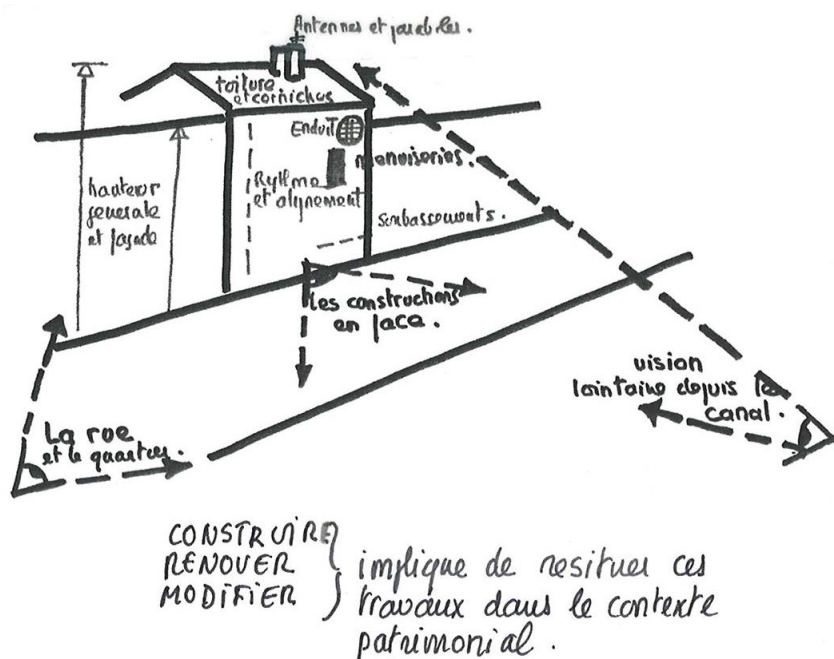 Antennes et paraboles.
toiture
et corniches
Enduit
menuiseries.
Rythme
et alignement
hauteur
generale
et façade
soubassements.
les constructions
en face.
vision
lointaine depuis le
canal.
La rue
et le quartier.
CONSTRUIRE
RENOVER
MODIFIER
implique de resituer ces
travaux dans le contexte
patrimonial.